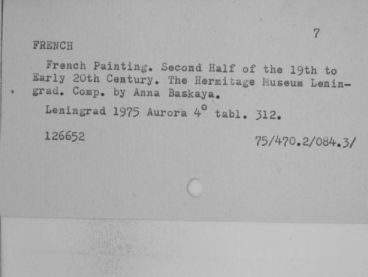 7
FRENCH
French Painting. Second Half of the 19th to
Early 20th Century. The Hermitage Museum Lenin-
grad. Comp. by Anna Baskaya.
Leningrad 1975 Aurora 4° tabl. 312.
126652 75/470.2/084.3/